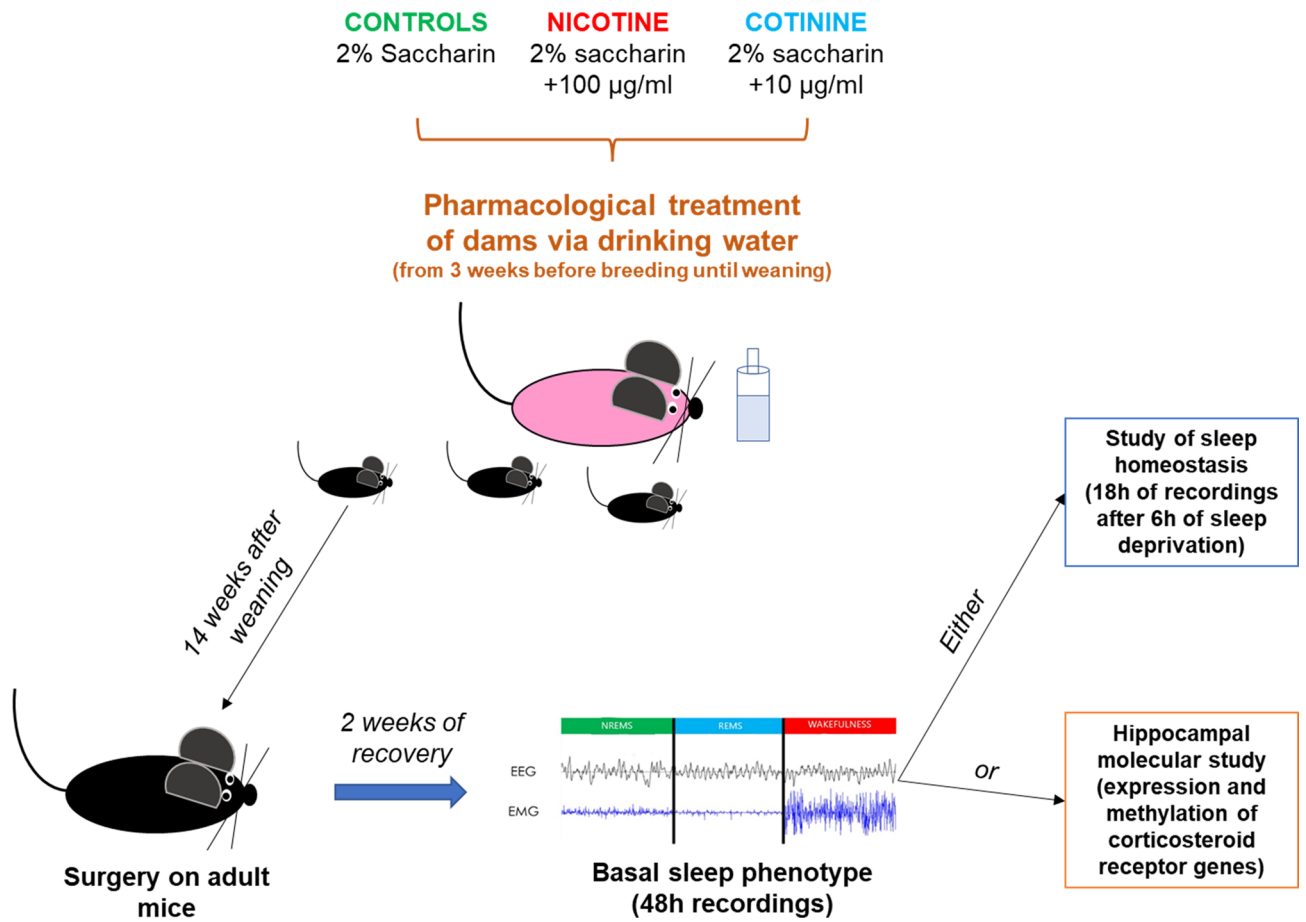 CONTROLS
2% Saccharin
NICOTINE
2% saccharin
+100 µg/ml
COTININE
2% saccharin
+10 µg/ml
Pharmacological treatment
of dams via drinking water
(from 3 weeks before breeding until weaning)
14 weeks after
weaning
Surgery on adult
mice
2 weeks of
recovery
NREMS
REMS
WAKEFULNESS
EEG
EMG
Basal sleep phenotype
(48h recordings)
Either
or
Study of sleep
homeostasis
(18h of recordings
after 6h of sleep
deprivation)
Hippocampal
molecular study
(expression and
methylation of
corticosteroid
receptor genes)